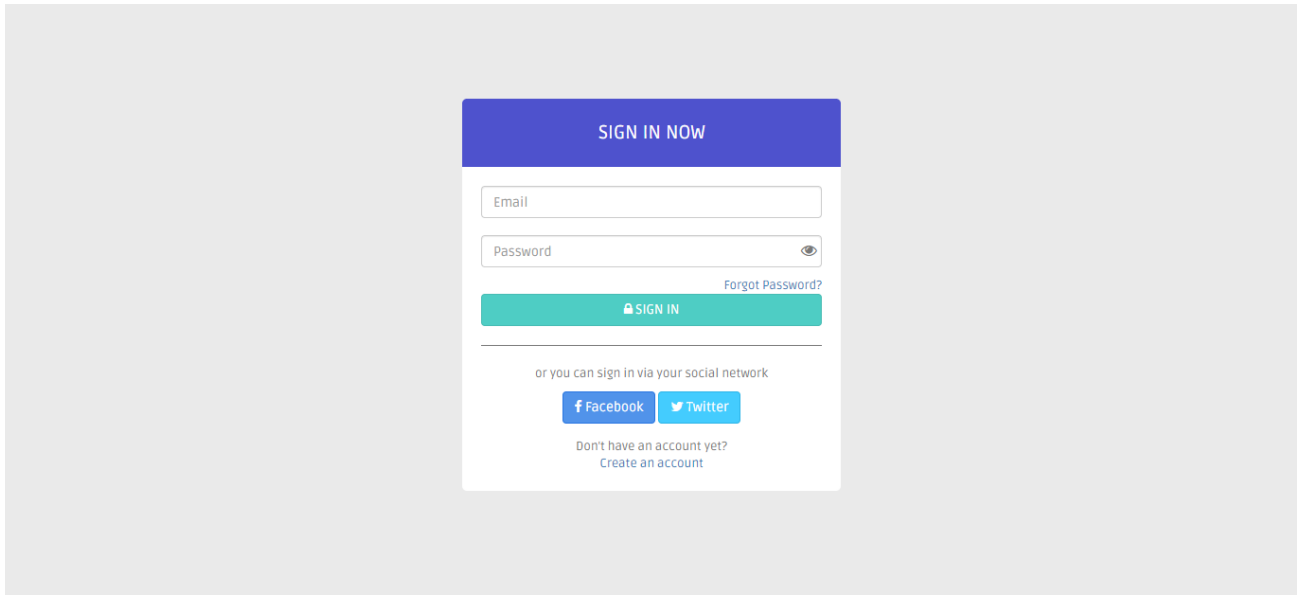 SIGN IN NOW
Email
Password
Forgot Password?
SIGN IN
or you can sign in via your social network
Facebook Twitter
Don't have an account yet?
Create an account